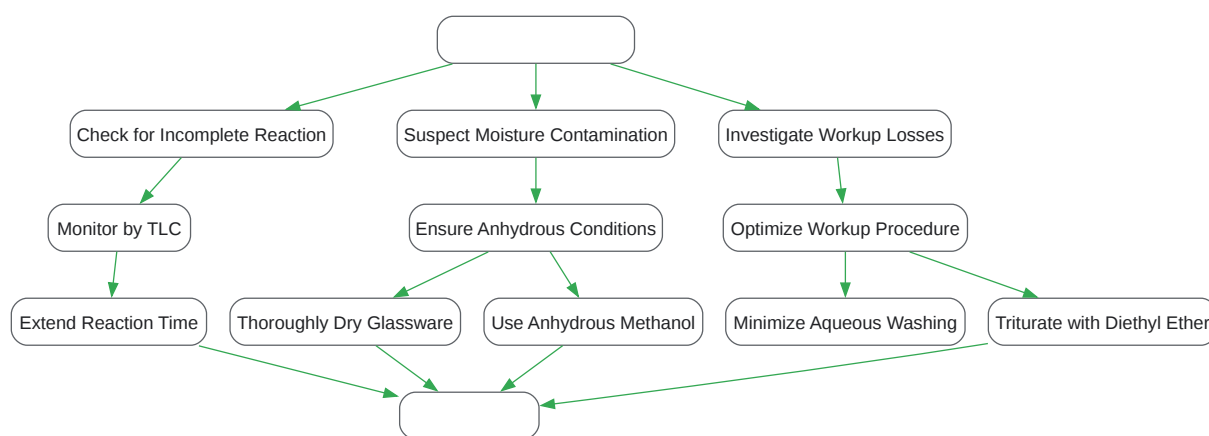 Check for Incomplete Reaction
Suspect Moisture Contamination
Investigate Workup Losses
Monitor by TLC
Ensure Anhydrous Conditions
Optimize Workup Procedure
Extend Reaction Time
Thoroughly Dry Glassware
Use Anhydrous Methanol
Minimize Aqueous Washing
Triturate with Diethyl Ether